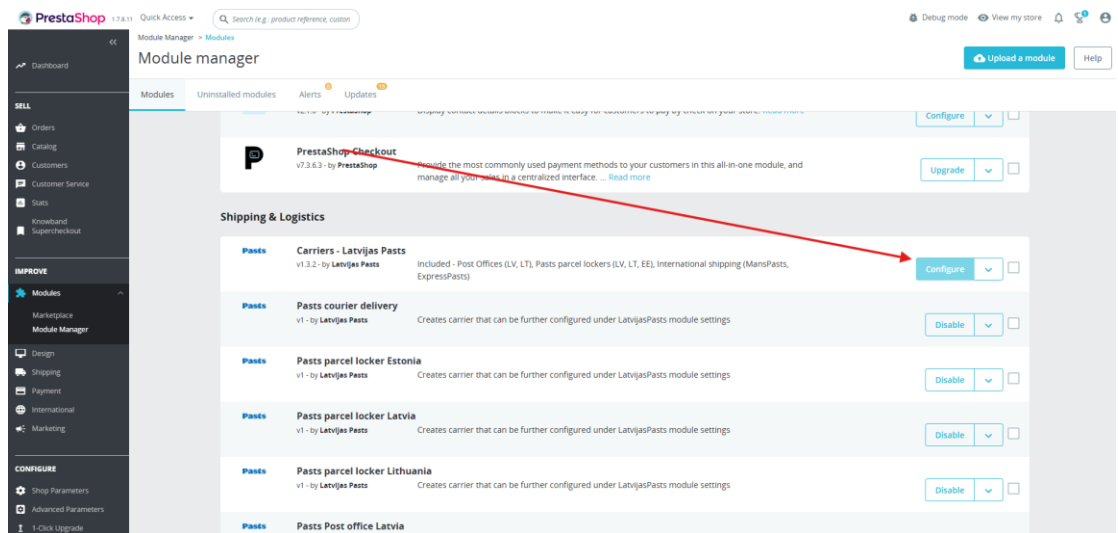 PrestaShop 1.7.8.11 Quick Access Search (e.g.: product reference, custon Debug mode View my store
Module Manager > Modules
Module manager
Upload a module
Help
Modules Uninstalled modules Alerts 0 Updates 15
Dashboard
SELL
Orders
Catalog
Customers
Customer Service
Stats
Knowband
Supercheckout
IMPROVE
Modules
Marketplace
Module Manager
Design
Shipping
Payment
International
Marketing
CONFIGURE
Shop Parameters
Advanced Parameters
1-Click Upgrade
Configure
PrestaShop Checkout
v7.3.6.3 - by PrestaShop Provide the most commonly used payment methods to your customers in this all-in-one module, and
manage all your sales in a centralized interface. ... Read more
Upgrade
Shipping & Logistics
Pasts Carriers - Latvijas Pasts
v1.3.2 - by Latvijas Pasts Included - Post Offices (LV, LT), Pasts parcel lockers (LV, LT, EE), International shipping (MansPasts,
ExpressPasts)
Configure
Pasts Pasts courier delivery
v1 - by Latvijas Pasts Creates carrier that can be further configured under LatvijasPasts module settings
Disable
Pasts Pasts parcel locker Estonia
v1 - by Latvijas Pasts Creates carrier that can be further configured under LatvijasPasts module settings
Disable
Pasts Pasts parcel locker Latvia
v1 - by Latvijas Pasts Creates carrier that can be further configured under LatvijasPasts module settings
Disable
Pasts Pasts parcel locker Lithuania
v1 - by Latvijas Pasts Creates carrier that can be further configured under LatvijasPasts module settings
Disable
Pasts Pasts Post office Latvia